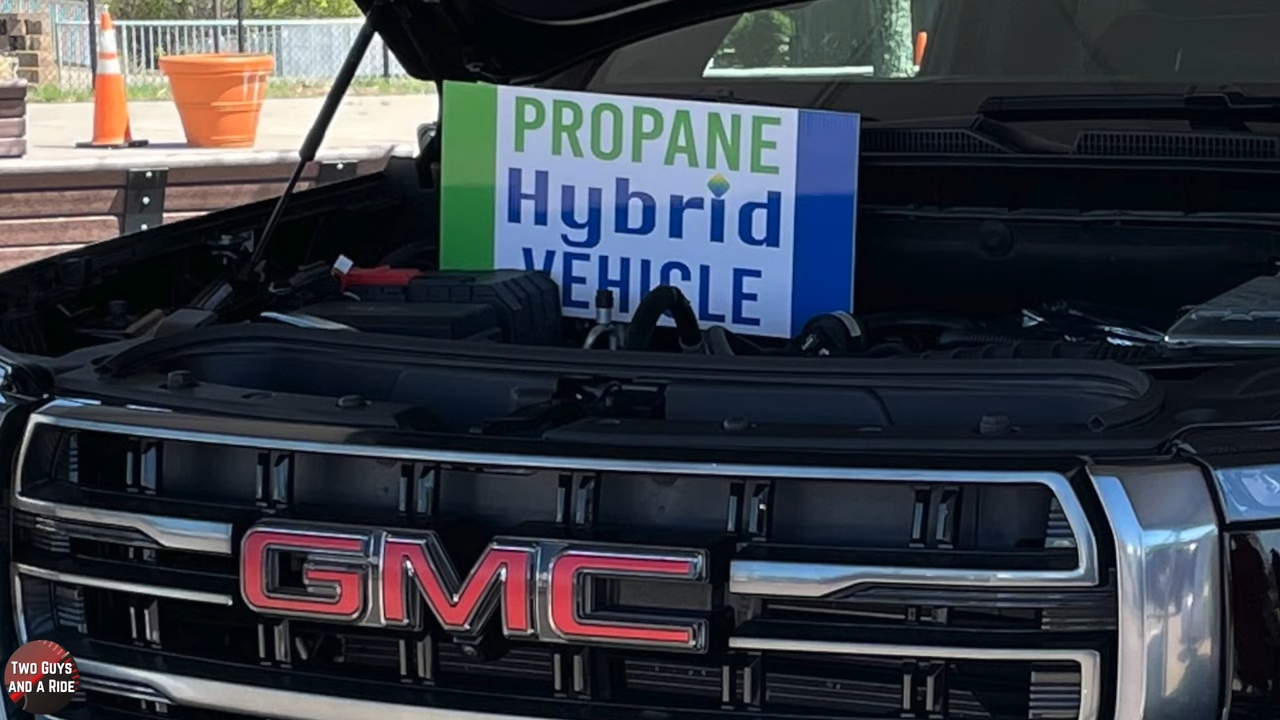 PROPANE
Hybrid
VEHICLE
GMC
TWO GUYS
AND A RIDE